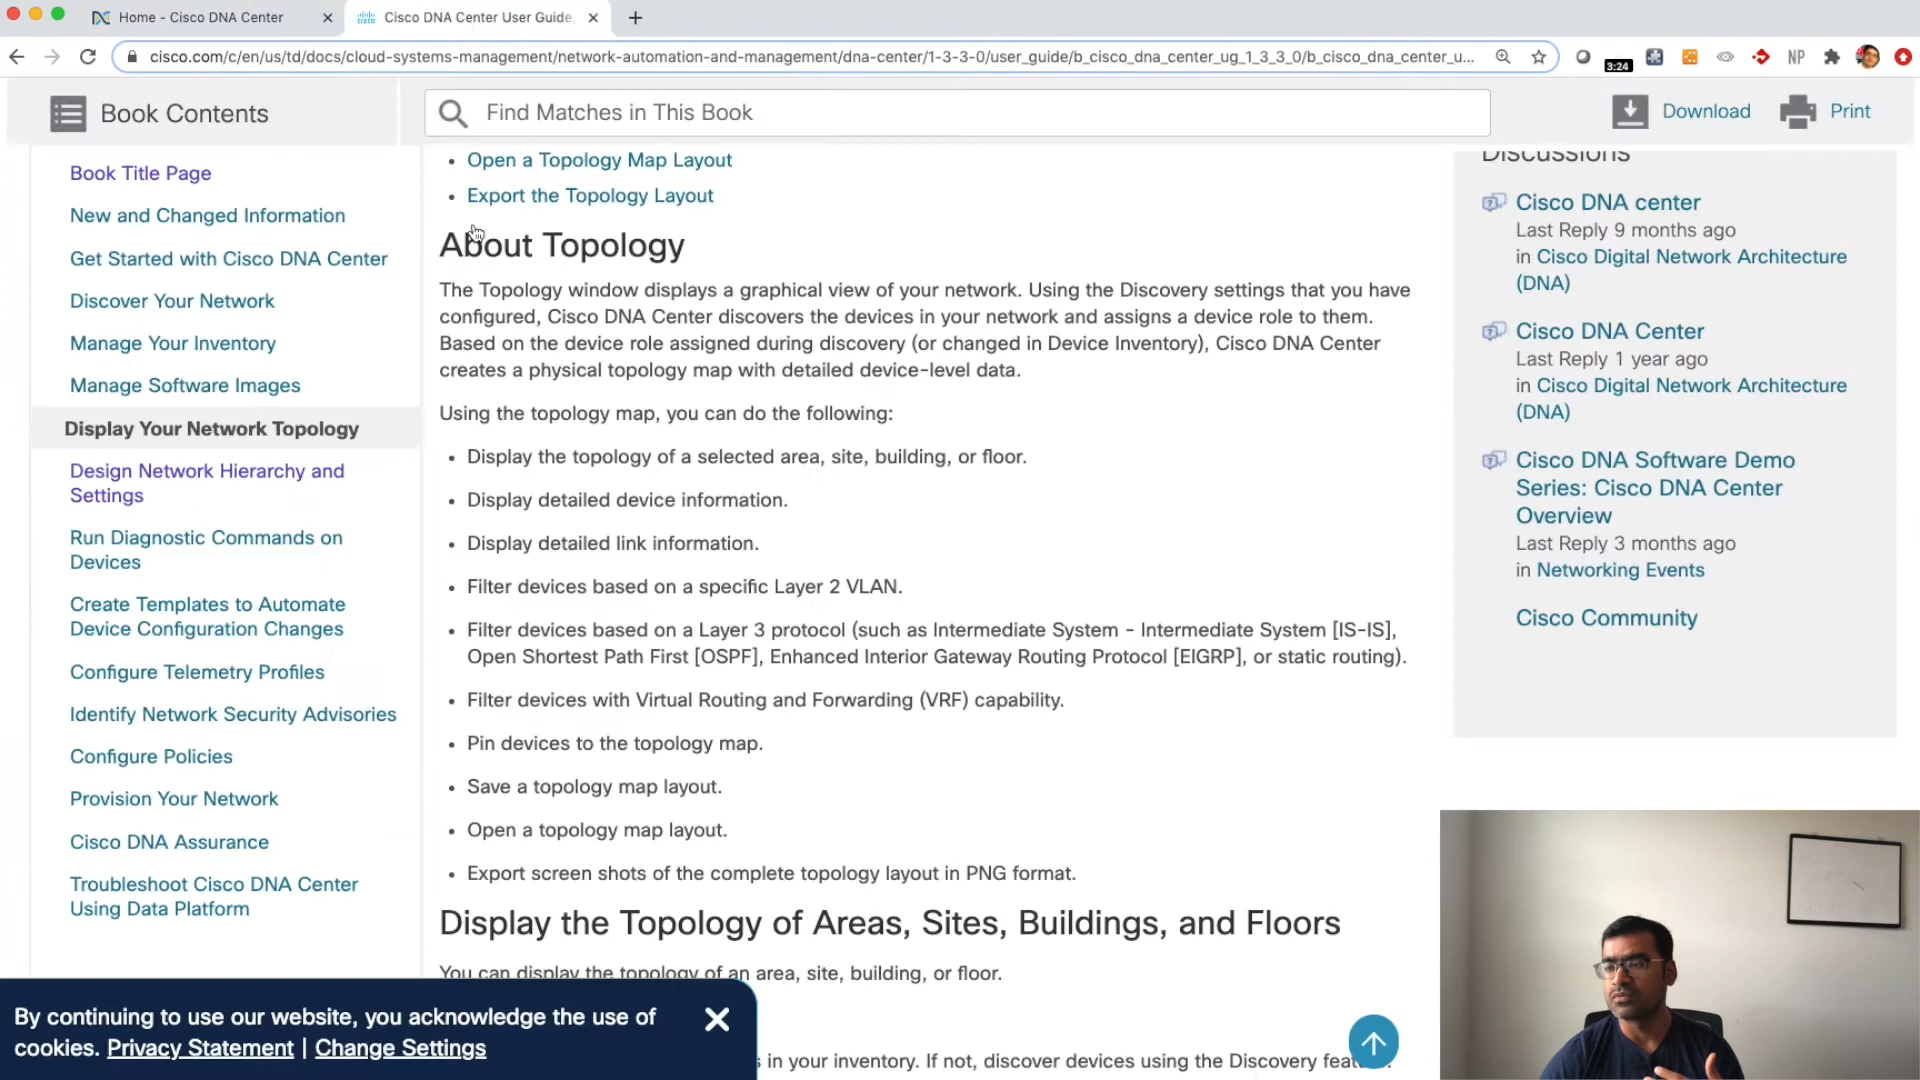 Home - Cisco DNA Center
Cisco DNA Center User Guide,
cisco.com/c/en/us/td/docs/cloud-systems-management/network-automation-and-management/dna-center/1-3-3-0/user_guide/b_cisco_dna_center_ug_1_3_3_0/b_cisco_dna_center_u...
3:24
NP
Book Contents
Find Matches in This Book
Download
Print
Book Title Page
New and Changed Information
Get Started with Cisco DNA Center
Discover Your Network
Manage Your Inventory
Manage Software Images
Display Your Network Topology
Design Network Hierarchy and
Settings
Run Diagnostic Commands on
Devices
Create Templates to Automate
Device Configuration Changes
Configure Telemetry Profiles
Identify Network Security Advisories
Configure Policies
Provision Your Network
Cisco DNA Assurance
Troubleshoot Cisco DNA Center
Using Data Platform
• Open a Topology Map Layout
• Export the Topology Layout
About Topology
The Topology window displays a graphical view of your network. Using the Discovery settings that you have
configured, Cisco DNA Center discovers the devices in your network and assigns a device role to them.
Based on the device role assigned during discovery (or changed in Device Inventory), Cisco DNA Center
creates a physical topology map with detailed device-level data.
Using the topology map, you can do the following:
• Display the topology of a selected area, site, building, or floor.
• Display detailed device information.
• Display detailed link information.
• Filter devices based on a specific Layer 2 VLAN.
• Filter devices based on a Layer 3 protocol (such as Intermediate System - Intermediate System [IS-IS],
Open Shortest Path First [OSPF], Enhanced Interior Gateway Routing Protocol [EIGRP], or static routing).
• Filter devices with Virtual Routing and Forwarding (VRF) capability.
• Pin devices to the topology map.
• Save a topology map layout.
• Open a topology map layout.
• Export screen shots of the complete topology layout in PNG format.
Display the Topology of Areas, Sites, Buildings, and Floors
You can display the topology of an area, site, building, or floor.
in your inventory. If not, discover devices using the Discovery
Discussions
Cisco DNA center
Last Reply 9 months ago
in Cisco Digital Network Architecture
(DNA)
Cisco DNA Center
Last Reply 1 year ago
in Cisco Digital Network Architecture
(DNA)
Cisco DNA Software Demo
Series: Cisco DNA Center
Overview
Last Reply 3 months ago
in Networking Events
Cisco Community
By continuing to use our website, you acknowledge the use of
cookies. Privacy Statement | Change Settings